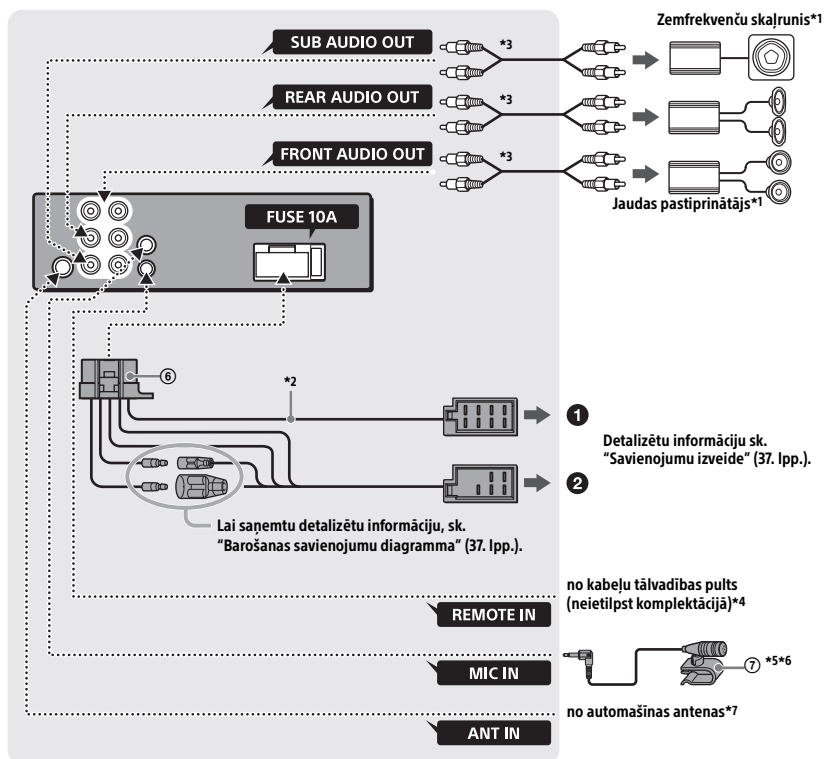 Zemfrekvenču skaļrunis*1
SUB AUDIO OUT
*3
REAR AUDIO OUT
*3
FRONT AUDIO OUT
*3
Jaudas pastiprinātājs*1
FUSE 10A
⑥
*2
❶
Detalizētu informāciju sk.
“Savienojumu izveide” (37. lpp.).
❷
Lai saņemtu detalizētu informāciju, sk.
“Barošanas savienojumu diagramma” (37. lpp.).
no kabeļu tālvadības pults
(neietilpst komplektācijā)*4
REMOTE IN
⑦ *5*6
MIC IN
no automašīnas antenas*7
ANT IN